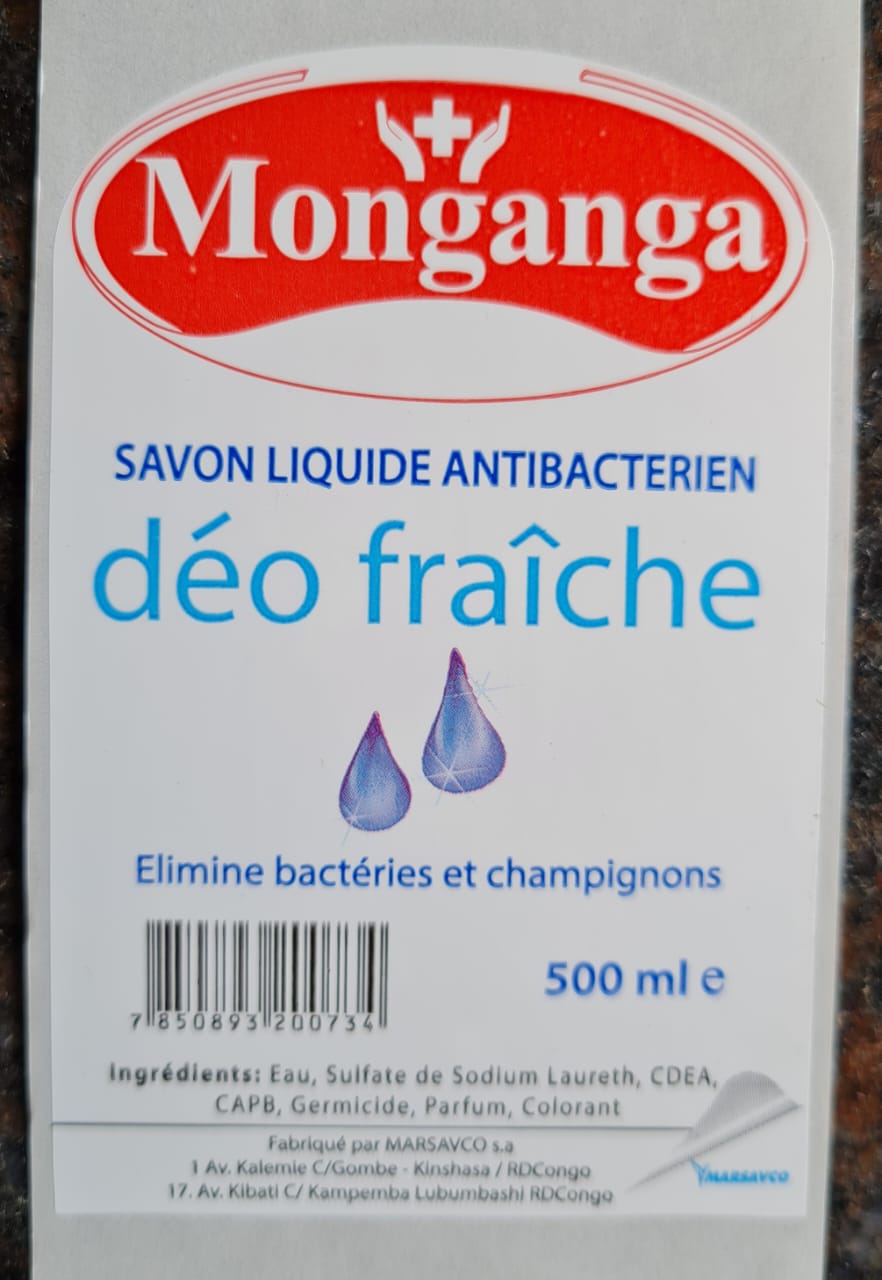 Monganga
SAVON LIQUIDE ANTIBACTERIEN
déo fraîche
Elimine bactéries et champignons
500 ml e
7 850893 200734
Ingrédients: Eau, Sulfate de Sodium Laureth, CDEA,
CAPB, Germicide, Parfum, Colorant
Fabriqué par MARSAVCO s.a
1 Av. Kalemie C/Gombe - Kinshasa / RDCongo
17. Av. Kibati C/ Kampemba Lubumbashi RDCongo
MARSAVCO